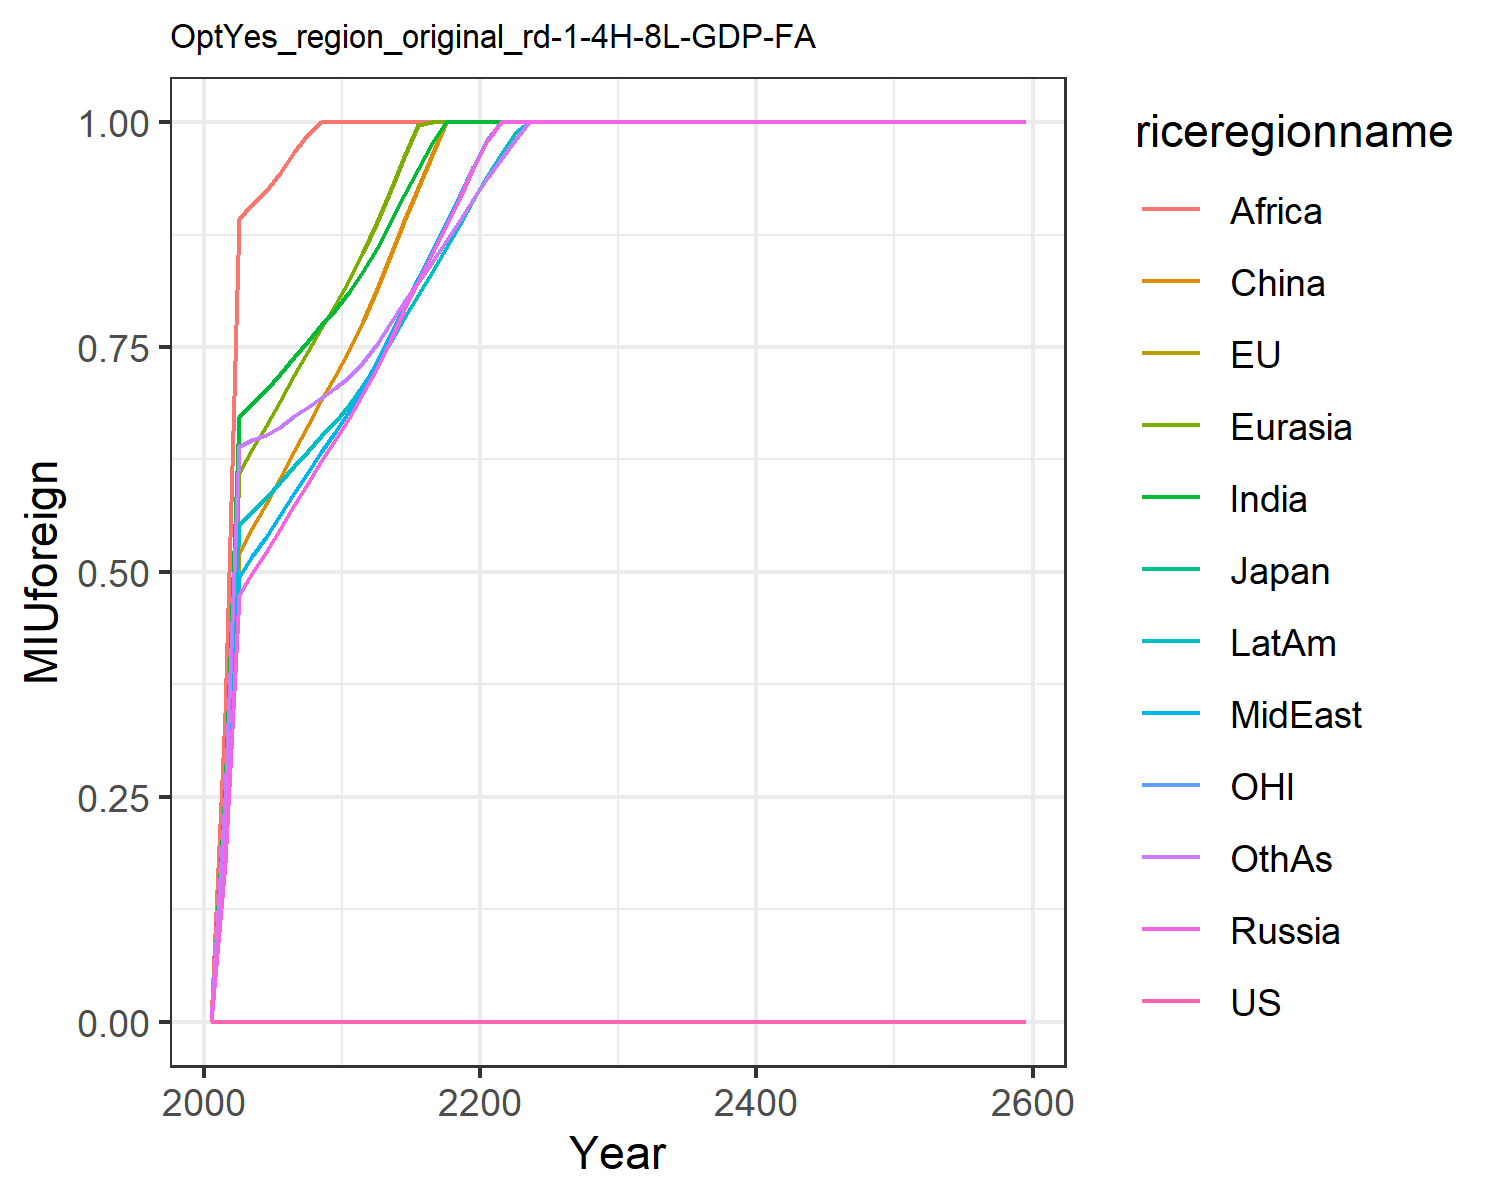 OptYes_region_original_rd-1-4H-8L-GDP-FA
MIUforeign
1.00
0.75
0.50
0.25
0.00
2000 2200 2400 2600
Year
riceregionname
Africa
China
EU
Eurasia
India
Japan
LatAm
MidEast
OHI
OthAs
Russia
US